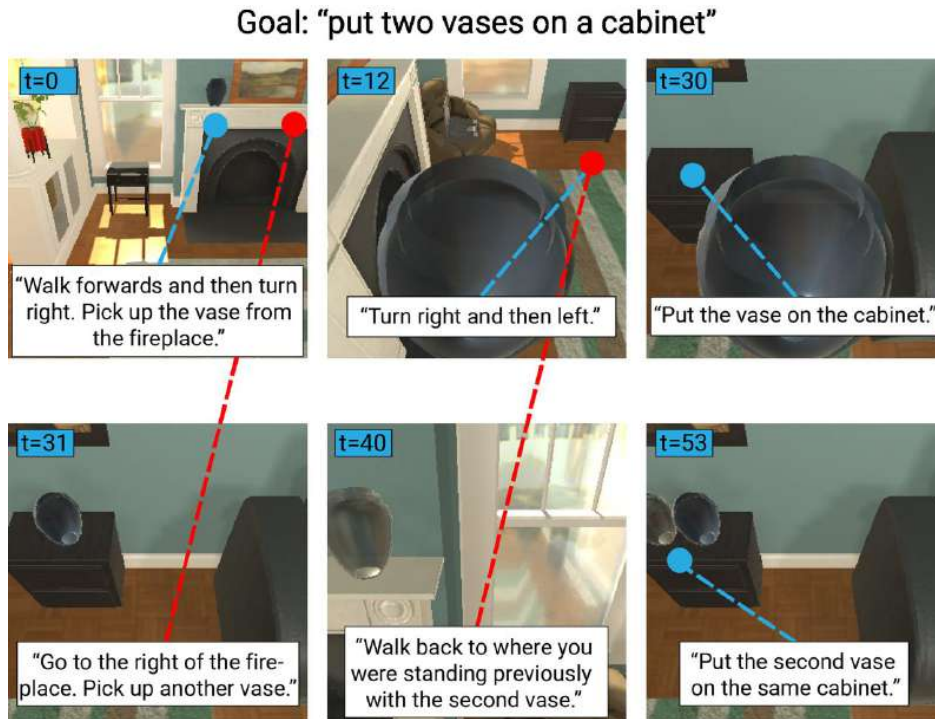 Goal: “put two vases on a cabinet”
t=0
t=12
t=30
“Walk forwards and then turn
right. Pick up the vase from
the fireplace.”
“Turn right and then left.”
“Put the vase on the cabinet.”
t=31
t=40
t=53
“Go to the right of the fire-
place. Pick up another vase.”
“Walk back to where you
were standing previously
with the second vase.”
“Put the second vase
on the same cabinet.”